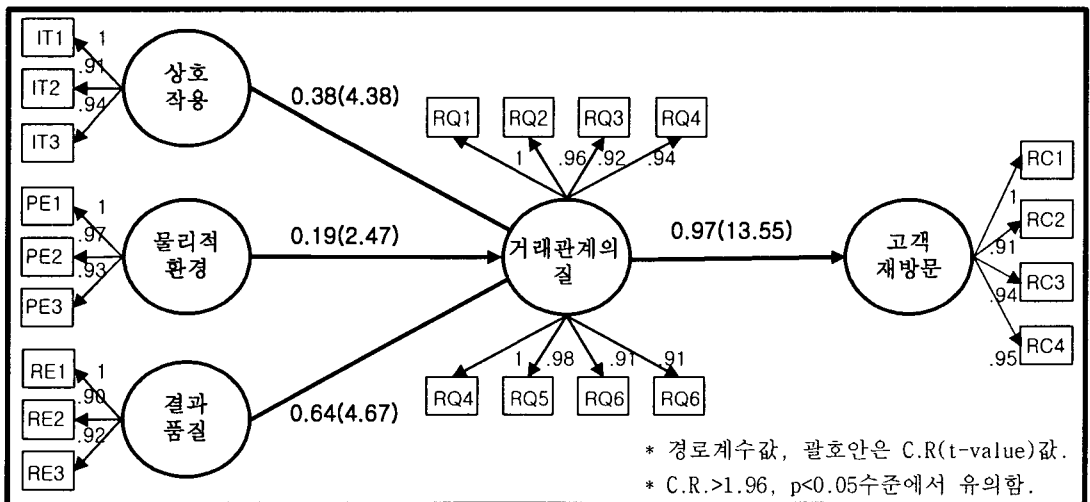 IT1
1
.91
IT2
.94
IT3
상호
작용
0.38(4.38)
PE1
1
.97
PE2
.93
PE3
물리적
환경
0.19(2.47)
RE1
1
.90
RE2
.92
RE3
결과
품질
0.64(4.67)
RQ1
RQ2
RQ3
RQ4
1
.96
.92
.94
거래관계의
질
1
.98
.91
.91
RQ4
RQ5
RQ6
RQ6
0.97(13.55)
고객
재방문
RC1
1
RC2
.91
RC3
.94
RC4
.95
* 경로계수값, 괄호안은 C.R(t-value)값.
* C.R.>1.96, p<0.05수준에서 유의함.